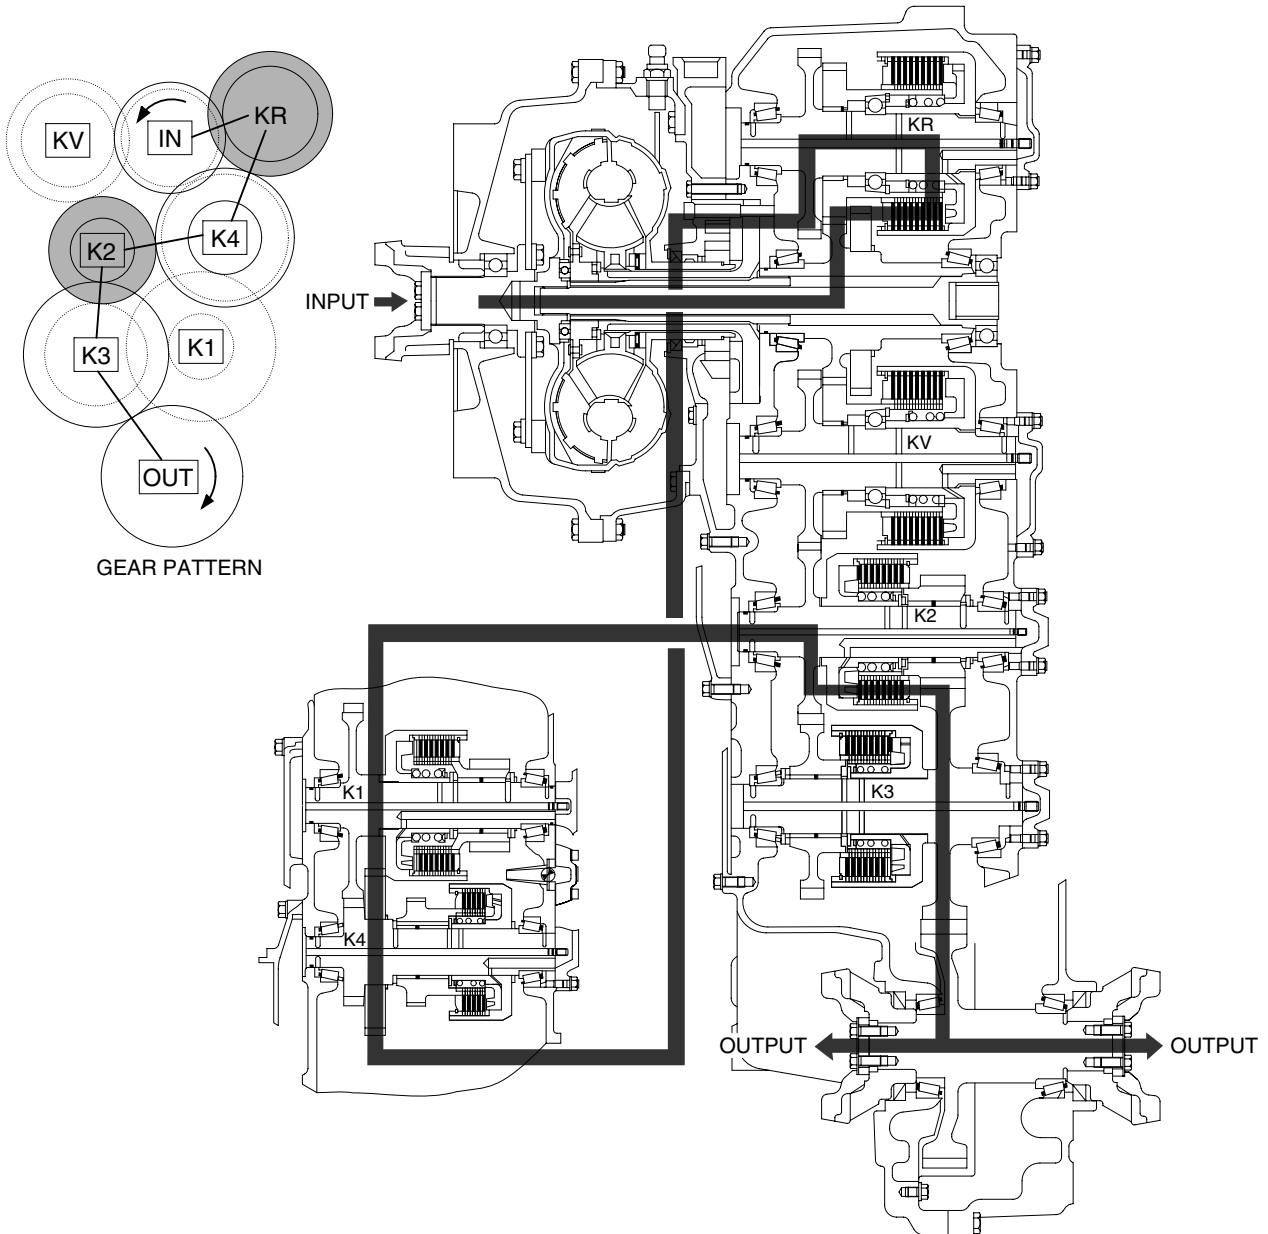 KV
IN
KR
K2
K4
K3
K1
OUT
GEAR PATTERN
INPUT
KR
KV
K2
K3
K1
K4
OUTPUT
OUTPUT